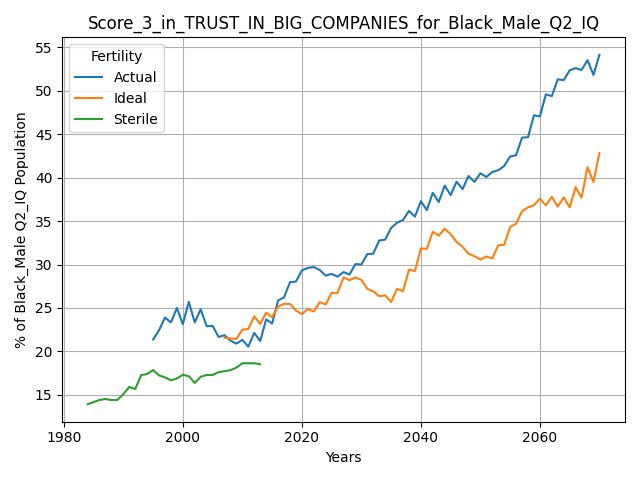 Score_3_in_TRUST_IN_BIG_COMPANIES_for_Black_Male_Q2_IQ
Fertility
Actual
Ideal
Sterile
% of Black_Male Q2_IQ Population
55
50
45
40
35
30
25
20
15
1980
2000
2020
2040
2060
Years